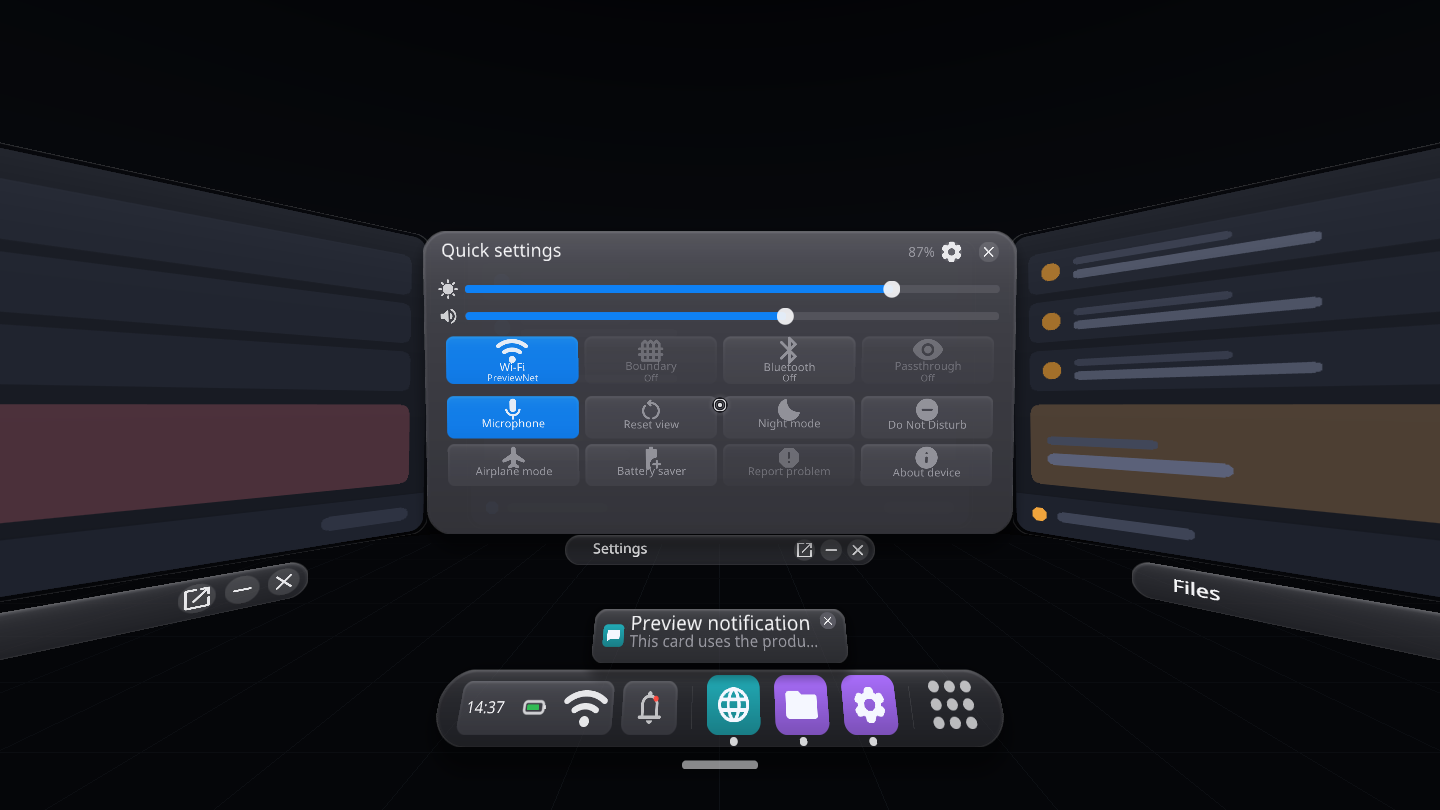 Quick settings
87%
Wi-Fi
PreviewNet
Boundary
Off
Bluetooth
Off
Passthrough
Off
Microphone
Reset view
Night mode
Do Not Disturb
Airplane mode
Battery saver
Report problem
About device
Settings
Files
Preview notification
This card uses the produ...
14:37